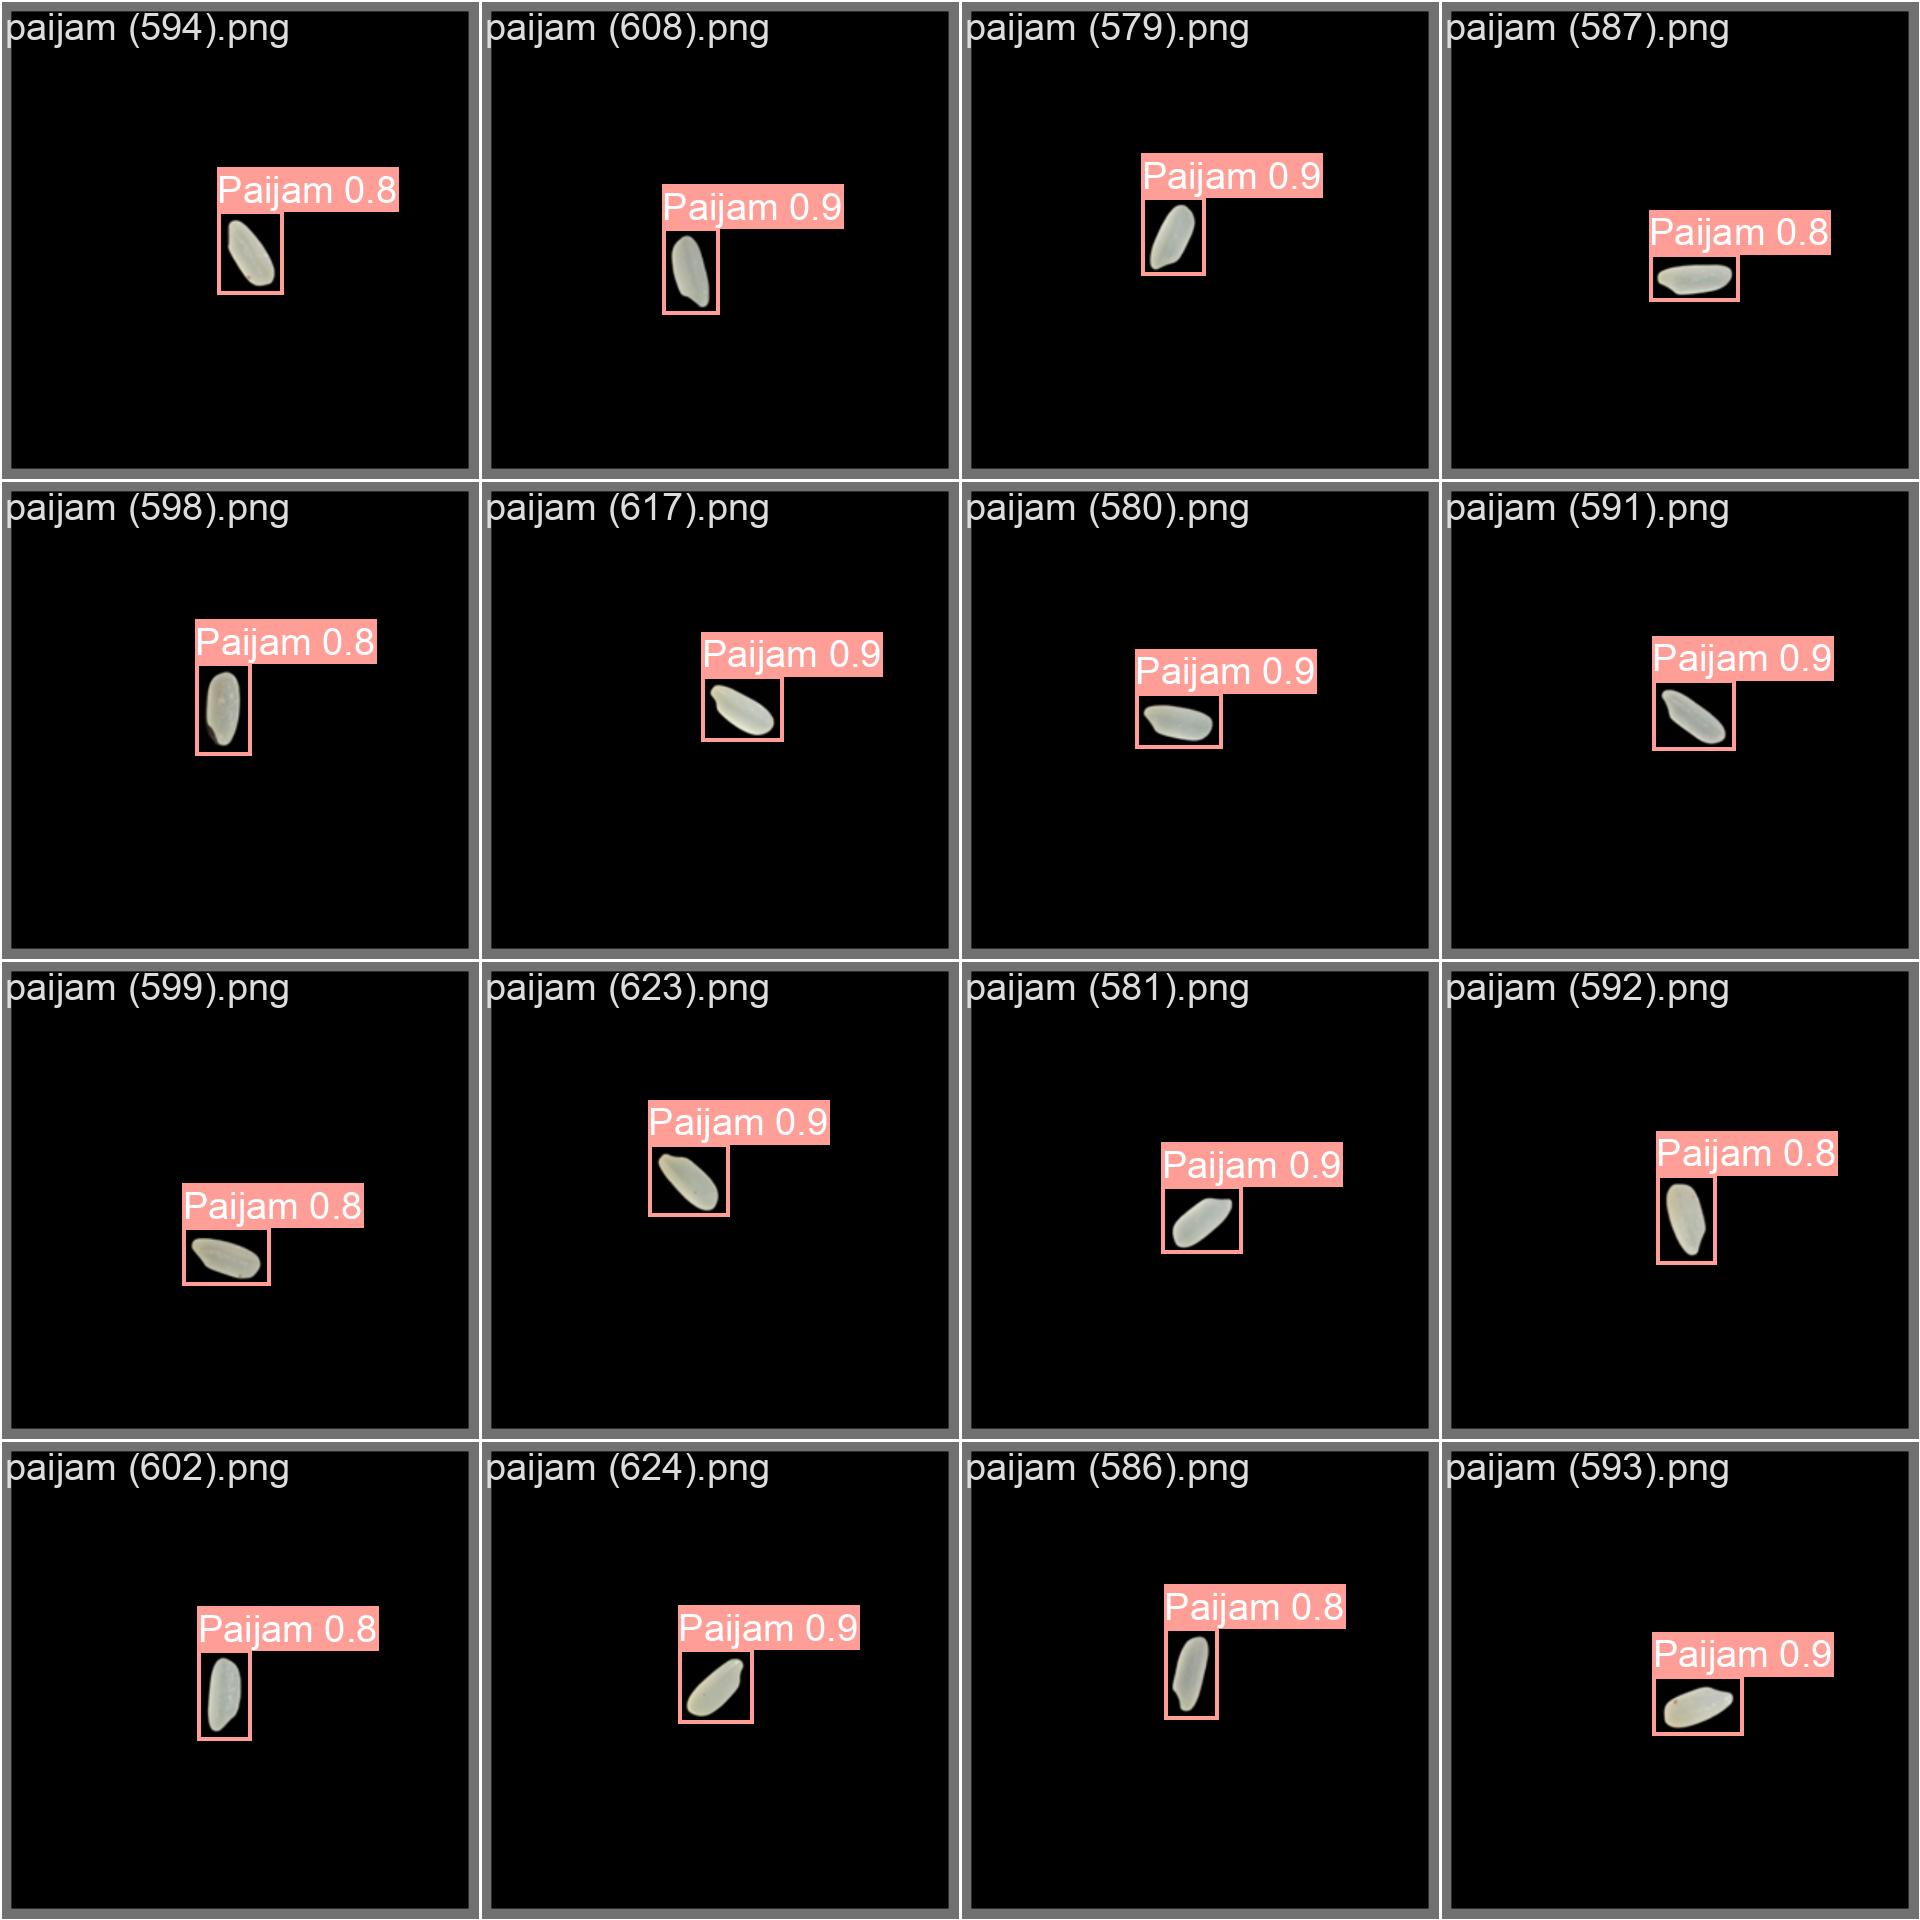 paijam (594).png
Paijam 0.8
paijam (608).png
Paijam 0.9
paijam (579).png
Paijam 0.9
paijam (587).png
Paijam 0.8
paijam (598).png
Paijam 0.8
paijam (617).png
Paijam 0.9
paijam (580).png
Paijam 0.9
paijam (591).png
Paijam 0.9
paijam (599).png
Paijam 0.8
paijam (623).png
Paijam 0.9
paijam (581).png
Paijam 0.9
paijam (592).png
Paijam 0.8
paijam (602).png
Paijam 0.8
paijam (624).png
Paijam 0.9
paijam (586).png
Paijam 0.8
paijam (593).png
Paijam 0.9